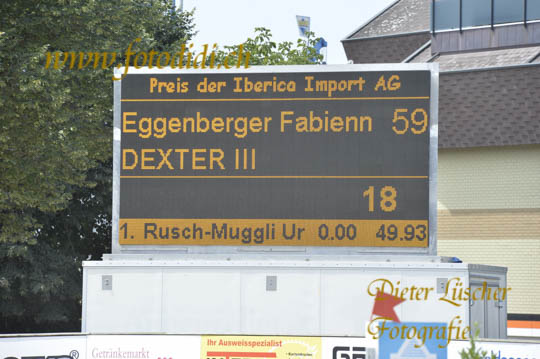 www.fotodidi.ch
Preis der Iberica Import AG
Eggenberger Fabienn 59
DEXTER III
18
1. Rusch-Muggli Ur 0.00 49.93
Dieter Lüscher
Fotografie
Ihr Ausweisspezialist
Getränkemarkt